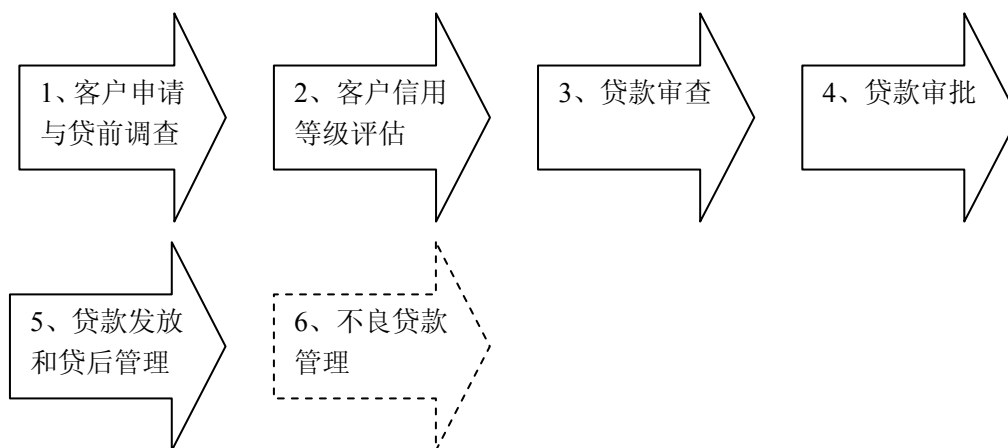 1、客户申请
与贷前调查
2、客户信用
等级评估
3、贷款审查
4、贷款审批
5、贷款发放
和贷后管理
6、不良贷款
管理